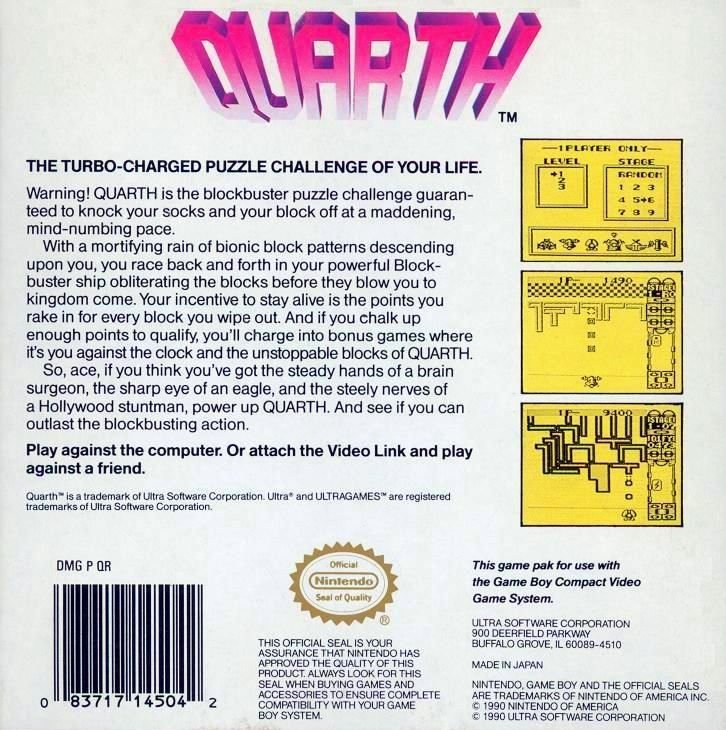 QUARTH™
THE TURBO-CHARGED PUZZLE CHALLENGE OF YOUR LIFE.
Warning! QUARTH is the blockbuster puzzle challenge guaran-
teed to knock your socks and your block off at a maddening,
mind-numbing pace.
With a mortifying rain of bionic block patterns descending
upon you, you race back and forth in your powerful Block-
buster ship obliterating the blocks before they blow you to
kingdom come. Your incentive to stay alive is the points you
rake in for every block you wipe out. And if you chalk up
enough points to qualify, you'll charge into bonus games where
it's you against the clock and the unstoppable blocks of QUARTH.
So, ace, if you think you've got the steady hands of a brain
surgeon, the sharp eye of an eagle, and the steely nerves of
a Hollywood stuntman, power up QUARTH. And see if you can
outlast the blockbusting action.
Play against the computer. Or attach the Video Link and play
against a friend.
Quarth™ is a trademark of Ultra Software Corporation. Ultra® and ULTRAGAMES™ are registered
trademarks of Ultra Software Corporation.
1PLAYER ONLY
LEVEL STAGE
1 RANDOM
2 1 2 3
3 4 5 6
7 8 9
?
1P 1490
STAGE
1P 9400
STAGE
DMG P QR
0 83717 14504 2
Official
Nintendo
Seal of Quality
®
THIS OFFICIAL SEAL IS YOUR
ASSURANCE THAT NINTENDO HAS
APPROVED THE QUALITY OF THIS
PRODUCT. ALWAYS LOOK FOR THIS
SEAL WHEN BUYING GAMES AND
ACCESSORIES TO ENSURE COMPLETE
COMPATIBILITY WITH YOUR GAME
BOY SYSTEM.
This game pak for use with
the Game Boy Compact Video
Game System.
ULTRA SOFTWARE CORPORATION
900 DEERFIELD PARKWAY
BUFFALO GROVE, IL 60089-4510
MADE IN JAPAN
NINTENDO, GAME BOY AND THE OFFICIAL SEALS
ARE TRADEMARKS OF NINTENDO OF AMERICA INC.
© 1990 NINTENDO OF AMERICA
© 1990 ULTRA SOFTWARE CORPORATION